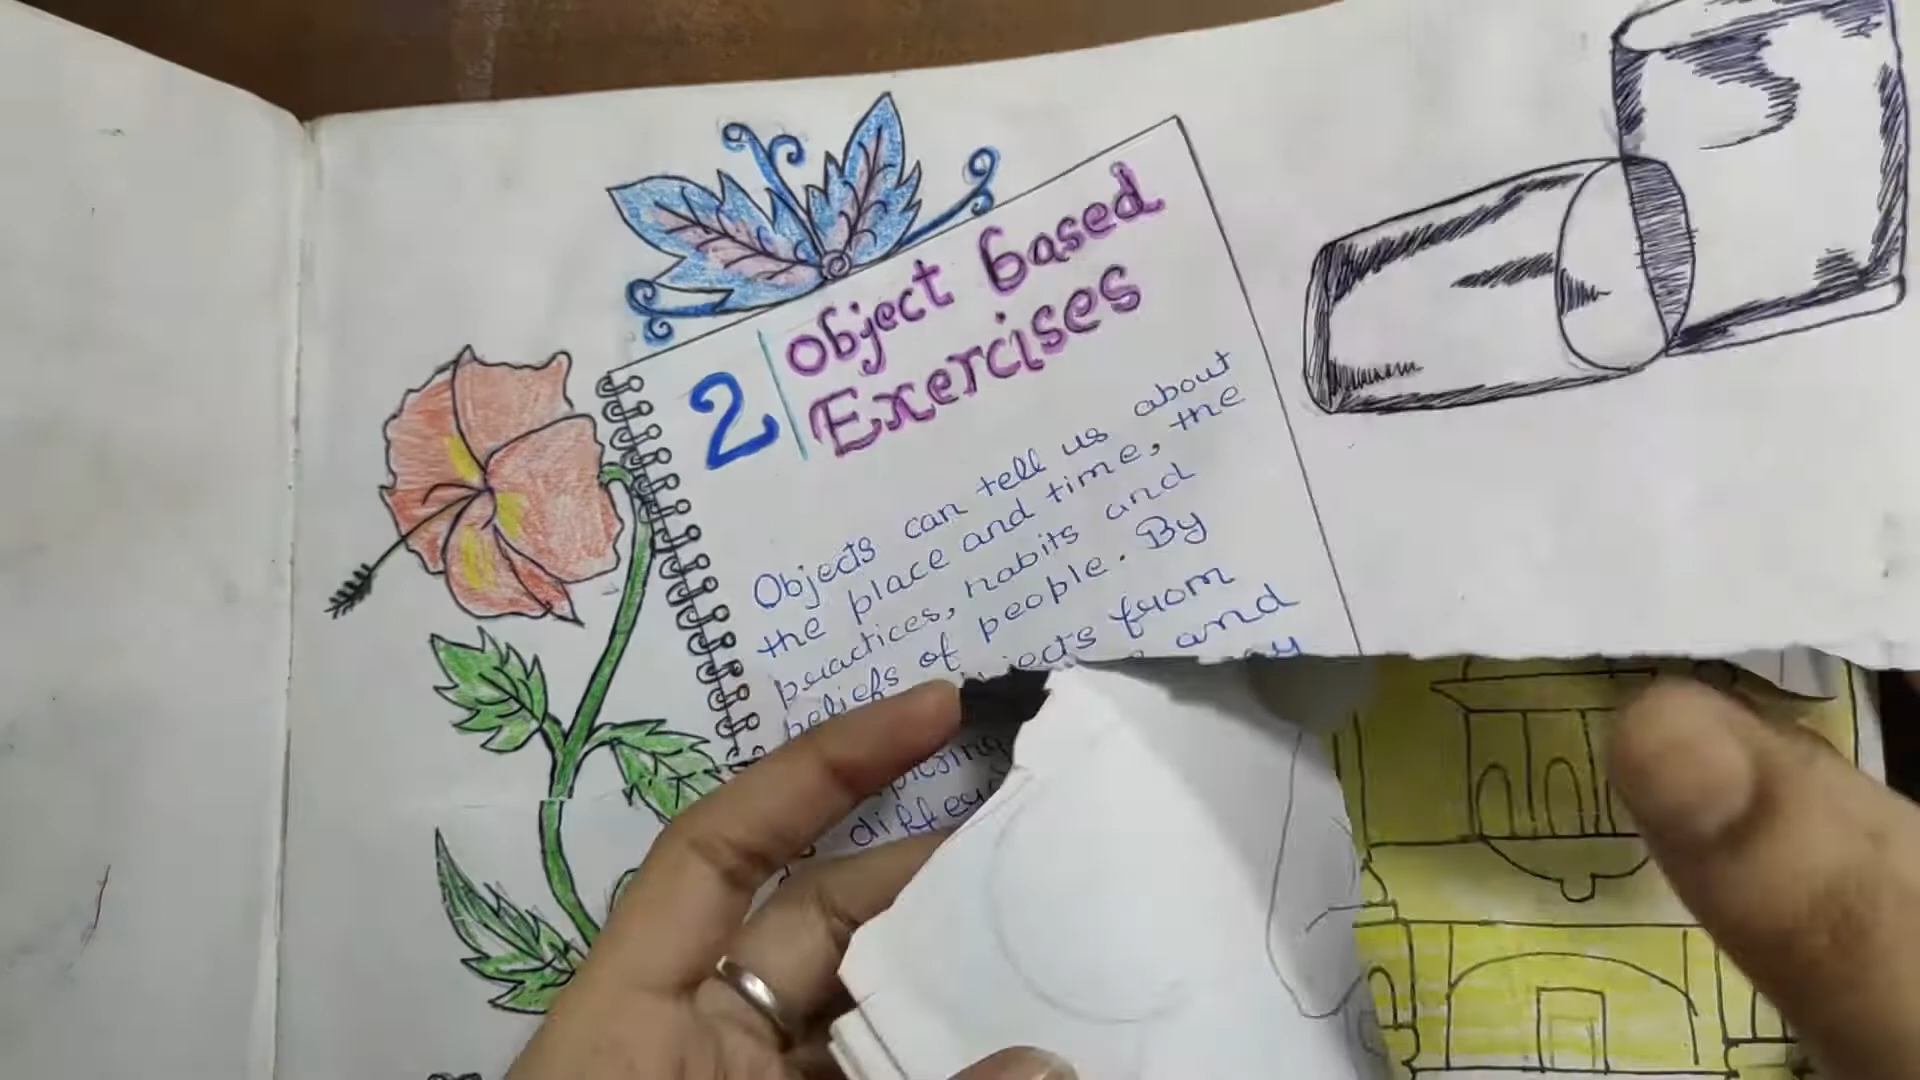 2
Object based
Exercises
Objects can tell us about
the place and time, the
practices, habits and
beliefs of people. By
from
and